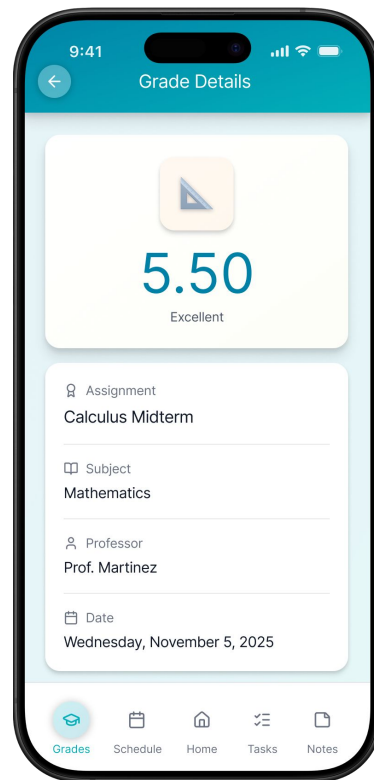 9:41
Grade Details
5.50
Excellent
Assignment
Calculus Midterm
Subject
Mathematics
Professor
Prof. Martinez
Date
Wednesday, November 5, 2025
Grades Schedule Home Tasks Notes